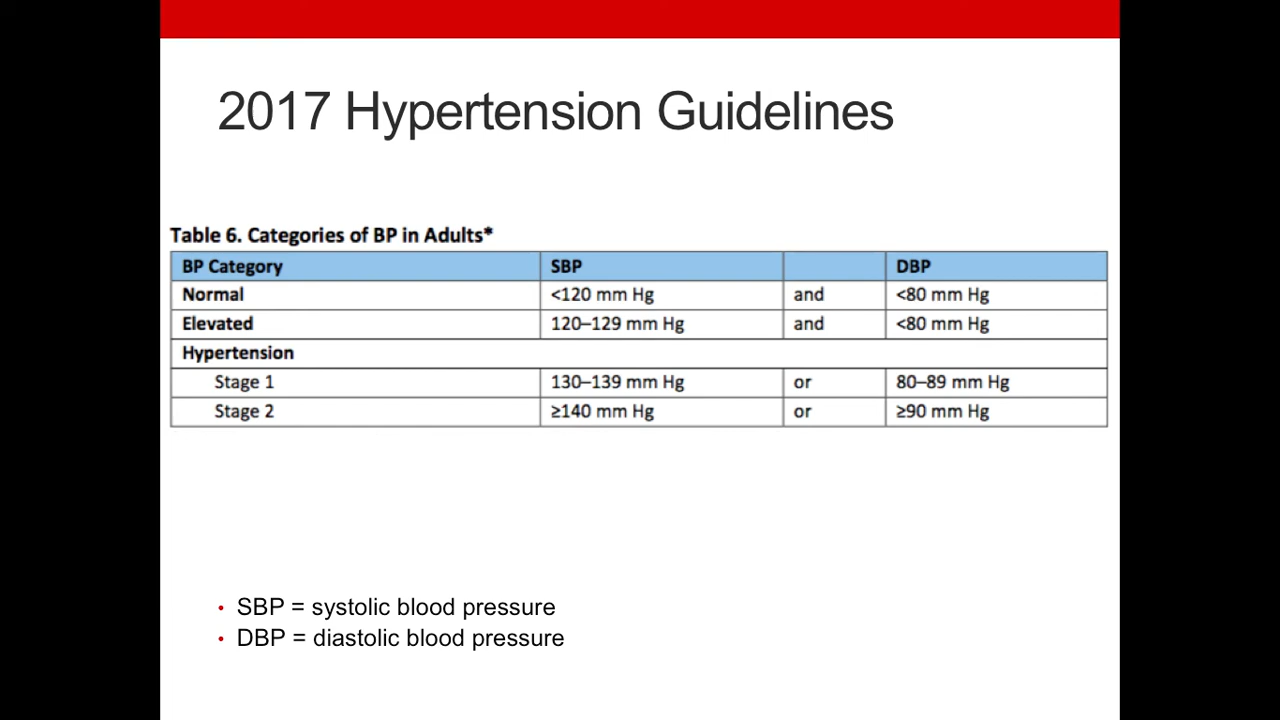 2017 Hypertension Guidelines
Table 6. Categories of BP in Adults*
BP Category SBP DBP
Normal <120 mm Hg and <80 mm Hg
Elevated 120–129 mm Hg and <80 mm Hg
Hypertension
Stage 1 130–139 mm Hg or 80–89 mm Hg
Stage 2 ≥140 mm Hg or ≥90 mm Hg
• SBP = systolic blood pressure
• DBP = diastolic blood pressure